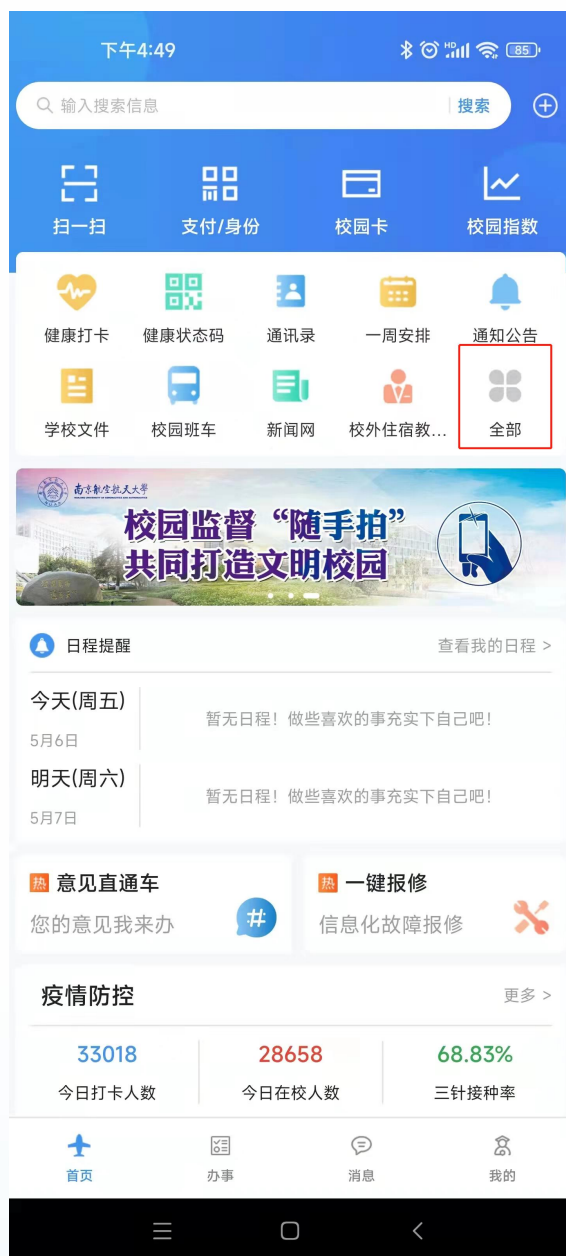 下午4:49
HD
85
输入搜索信息
搜索
扫一扫
支付/身份
校园卡
校园指数
健康打卡
健康状态码
通讯录
一周安排
通知公告
学校文件
校园班车
新闻网
校外住宿教...
全部
南京航空航天大學
校园监督“随手拍”
共同打造文明校园
日程提醒
查看我的日程 >
今天(周五)
5月6日
暂无日程！做些喜欢的事充实下自己吧！
明天(周六)
5月7日
暂无日程！做些喜欢的事充实下自己吧！
热 意见直通车
您的意见我来办
#
热 一键报修
信息化故障报修
疫情防控
更多 >
33018
28658
68.83%
今日打卡人数
今日在校人数
三针接种率
首页
办事
消息
我的